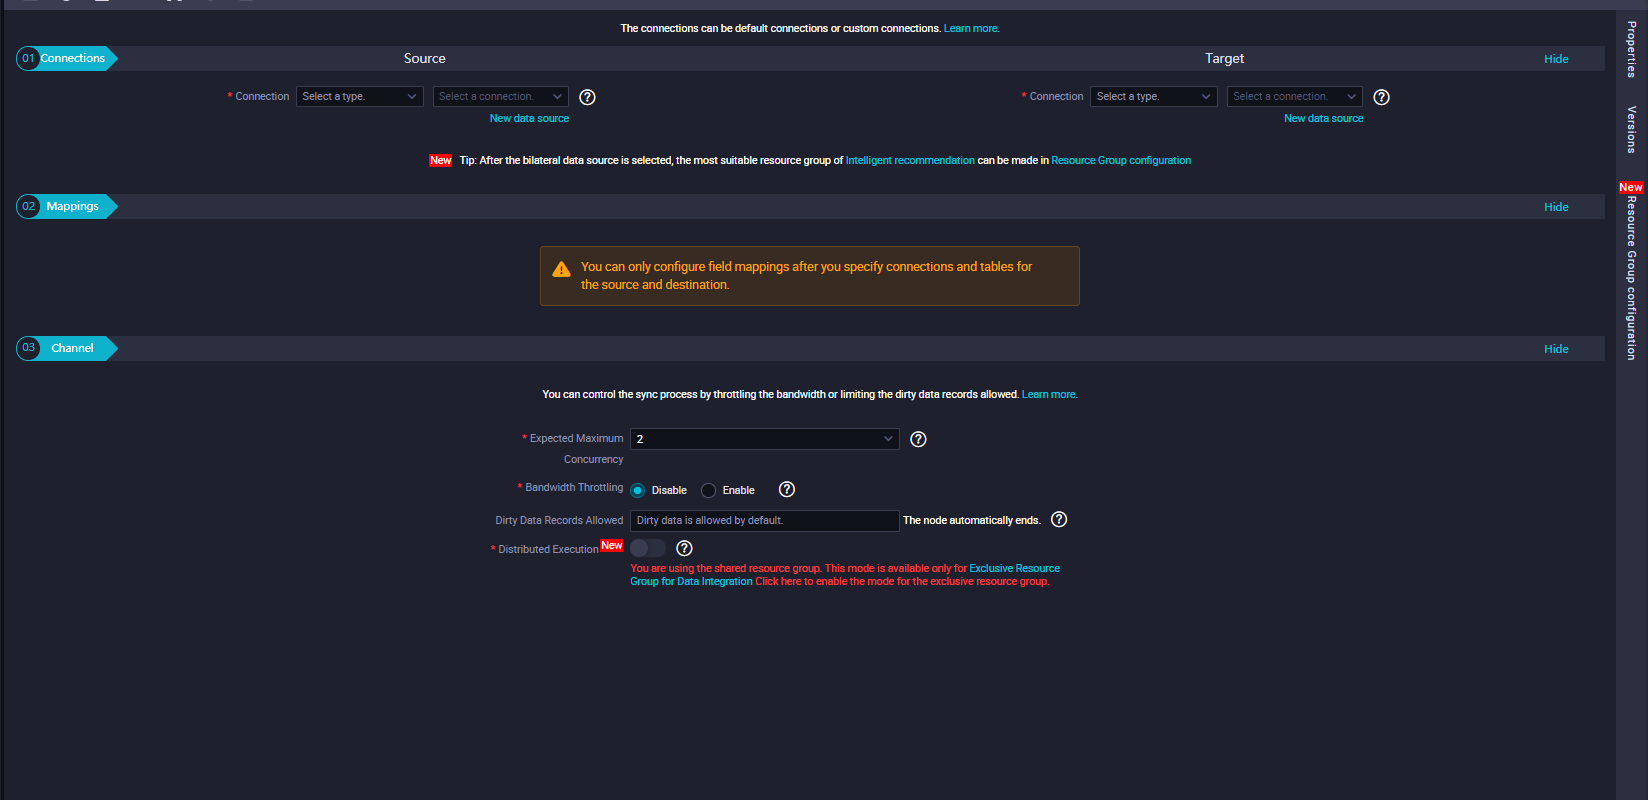 The connections can be default connections or custom connections. Learn more.
01 Connections Source Target Hide
* Connection Select a type. Select a connection. ? * Connection Select a type. Select a connection. ?
New data source New data source
New Tip: After the bilateral data source is selected, the most suitable resource group of Intelligent recommendation can be made in Resource Group configuration
02 Mappings Hide
You can only configure field mappings after you specify connections and tables for
the source and destination.
03 Channel Hide
You can control the sync process by throttling the bandwidth or limiting the dirty data records allowed. Learn more.
* Expected Maximum 2 ?
Concurrency
* Bandwidth Throttling Disable Enable ?
Dirty Data Records Allowed Dirty data is allowed by default. The node automatically ends. ?
* Distributed Execution New ?
You are using the shared resource group. This mode is available only for Exclusive Resource
Group for Data Integration Click here to enable the mode for the exclusive resource group.
Properties
Versions
New
Resource Group configuration